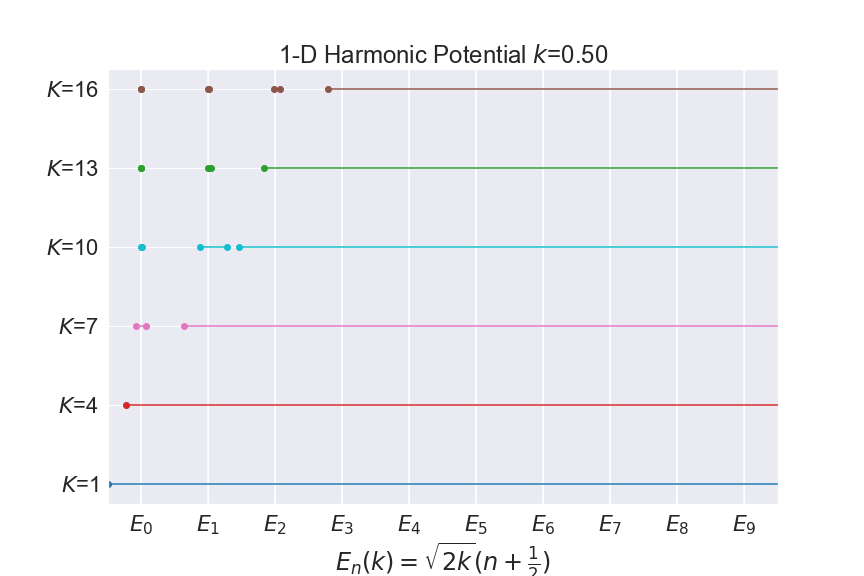 1-D Harmonic Potential k=0.50
K=16
K=13
K=10
K=7
K=4
K=1
E₀ E₁ E₂ E₃ E₄ E₅ E₆ E₇ E₈ E₉
Eₙ(k) = √2k(n + ½)